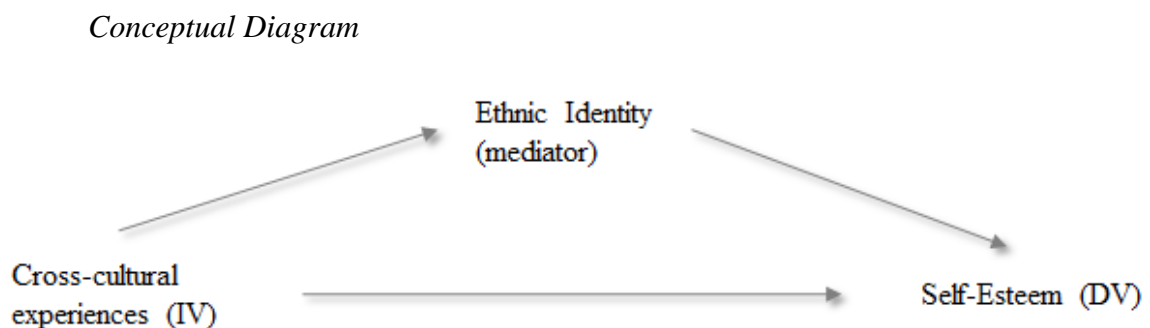 Conceptual Diagram
Ethnic Identity
(mediator)
Cross-cultural
experiences (IV)
Self-Esteem (DV)